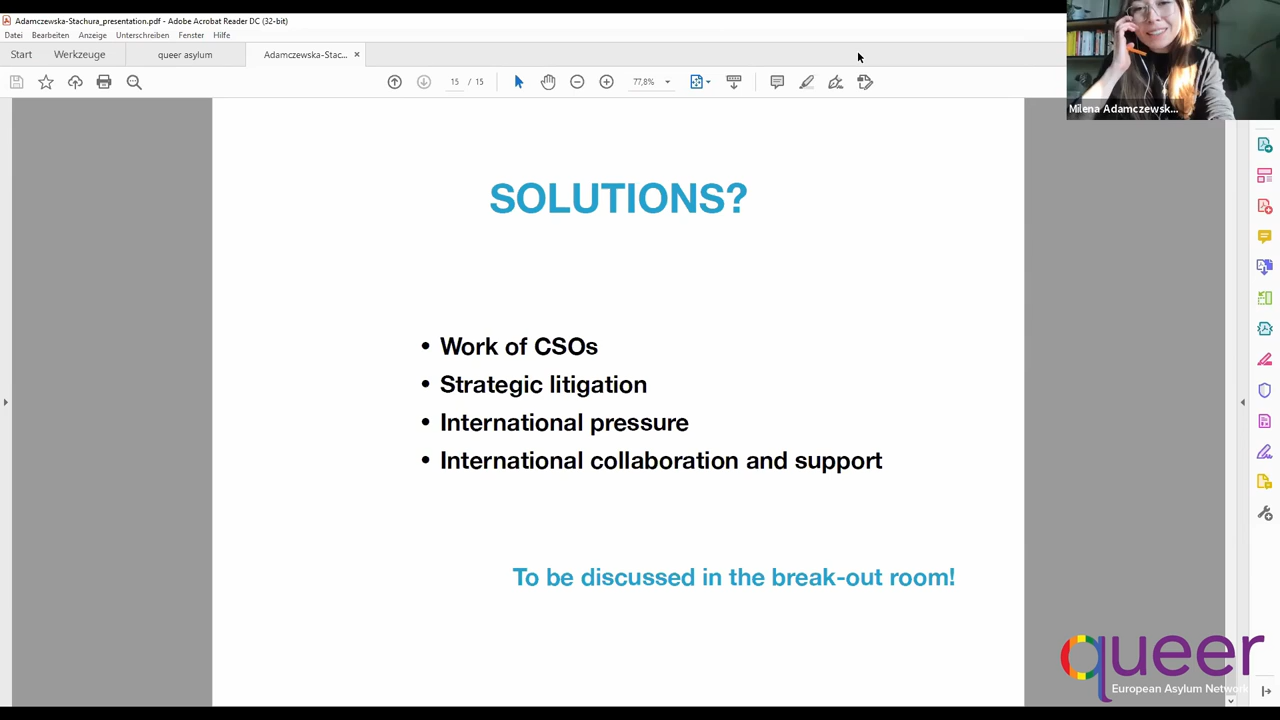 Adamczewska-Stachura_presentation.pdf - Adobe Acrobat Reader DC (32-bit)
Datei Bearbeiten Anzeige Unterschreiben Fenster Hilfe
Start Werkzeuge queer asylum Adamczewska-Stac... ×
15 / 15 77,8%
Milena Adamczewsk...
SOLUTIONS?
• Work of CSOs
• Strategic litigation
• International pressure
• International collaboration and support
To be discussed in the break-out room!
queer
European Asylum Network